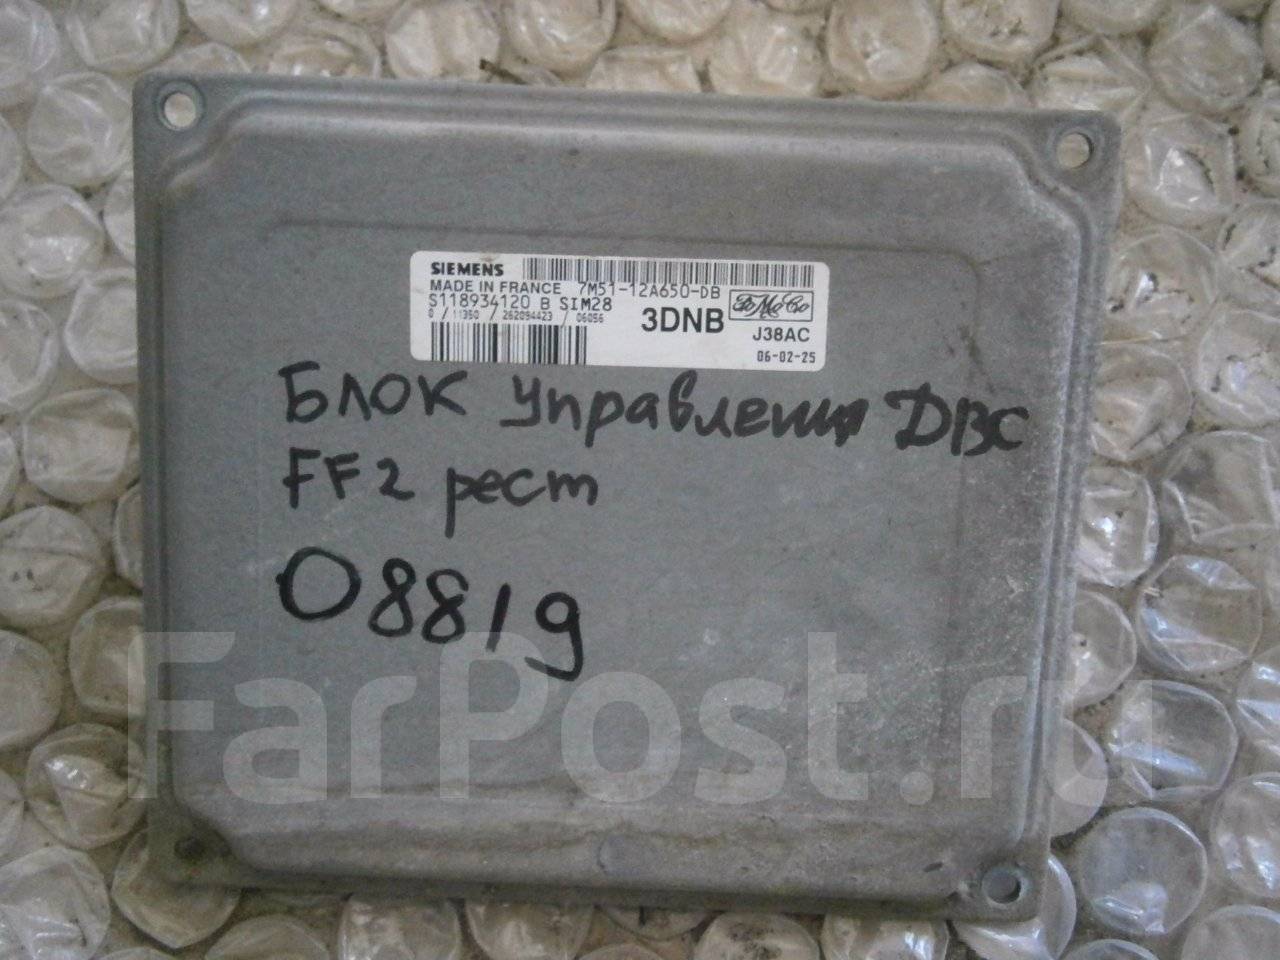 SIEMENS
MADE IN FRANCE 7M51-12A650-DB
S118934120 B SIM28
0 / 11350 / 262094423 / 06056
3DNB
FoMoCo
J38AC
06-02-25
Блок управления ДВС
FF2 рест
08819
FarPost.ru